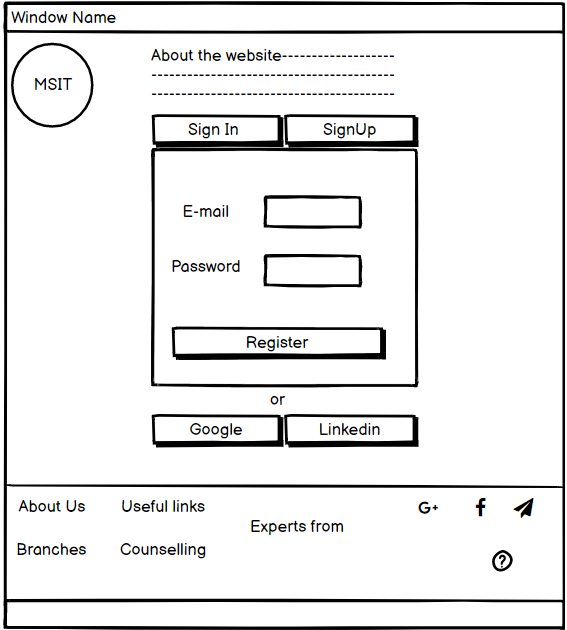 Window Name
MSIT
About the website-------------------
-----------------------------------------
-----------------------------------------
Sign In
SignUp
E-mail
Password
Register
or
Google
Linkedin
About Us
Useful links
G+
f
Experts from
Branches
Counselling
?